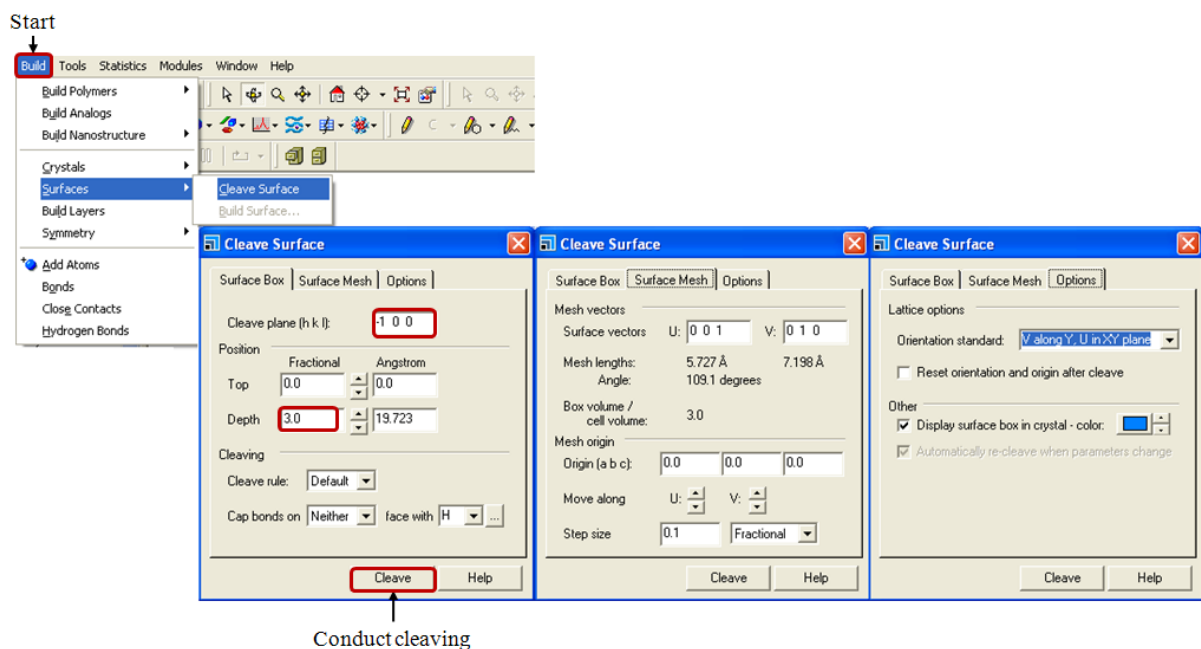 Start
Build Tools Statistics Modules Window Help
Build Polymers
Build Analogs
Build Nanostructure
Crystals
Surfaces
Cleave Surface
Build Layers
Build Surface...
Symmetry
Add Atoms
Bonds
Close Contacts
Hydrogen Bonds
Cleave Surface
Surface Box Surface Mesh Options
Cleave plane (h k l): -1 0 0
Position
Fractional Angstrom
Top 0.0 0.0
Depth 3.0 19.723
Cleaving
Cleave rule: Default
Cap bonds on Neither face with H ...
Cleave Help
Cleave Surface
Surface Box Surface Mesh Options
Mesh vectors
Surface vectors U: 0 0 1 V: 0 1 0
Mesh lengths: 5.727 Å 7.198 Å
Angle: 109.1 degrees
Box volume /
cell volume: 3.0
Mesh origin
Origin (a b c): 0.0 0.0 0.0
Move along U: V:
Step size 0.1 Fractional
Cleave Help
Cleave Surface
Surface Box Surface Mesh Options
Lattice options
Orientation standard: V along Y, U in XY plane
Reset orientation and origin after cleave
Other
Display surface box in crystal - color:
Automatically re-cleave when parameters change
Cleave Help
Conduct cleaving